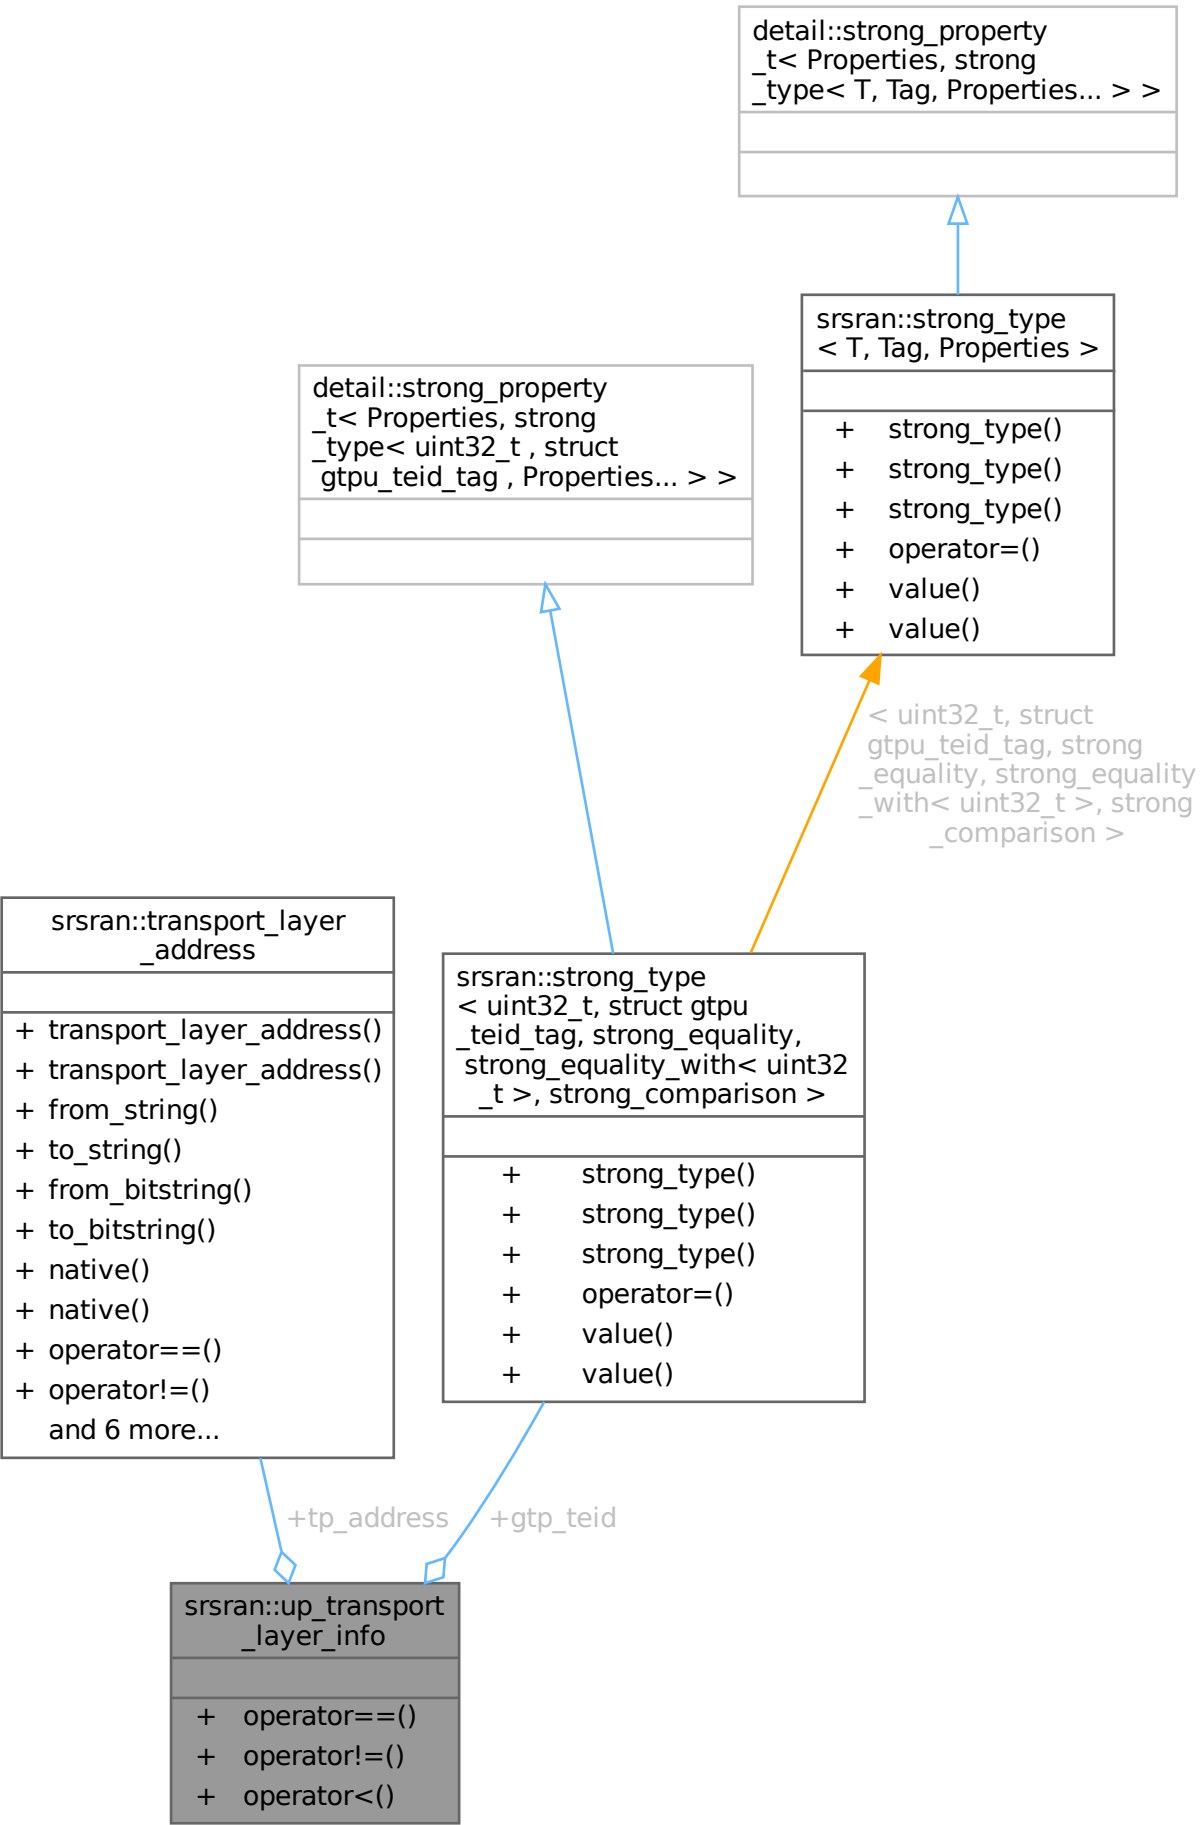 detail::strong_property
_t< Properties, strong
_type< T, Tag, Properties... > >
srsran::strong_type
< T, Tag, Properties >
+ strong_type()
+ strong_type()
+ strong_type()
+ operator=()
+ value()
+ value()
detail::strong_property
_t< Properties, strong
_type< uint32_t , struct
gtpu_teid_tag , Properties... > >
< uint32_t, struct
gtpu_teid_tag, strong
_equality, strong_equality
_with< uint32_t >, strong
_comparison >
srsran::transport_layer
_address
+ transport_layer_address()
+ transport_layer_address()
+ from_string()
+ to_string()
+ from_bitstring()
+ to_bitstring()
+ native()
+ native()
+ operator==()
+ operator!=()
and 6 more...
srsran::strong_type
< uint32_t, struct gtpu
_teid_tag, strong_equality,
strong_equality_with< uint32
_t >, strong_comparison >
+ strong_type()
+ strong_type()
+ strong_type()
+ operator=()
+ value()
+ value()
+tp_address
+gtp_teid
srsran::up_transport
_layer_info
+ operator==()
+ operator!=()
+ operator<()